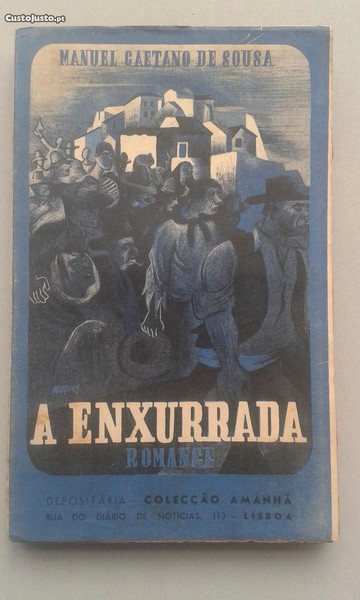 CustoJusto.pt
MANUEL CAETANO DE SOUSA
A ENXURRADA
ROMANCE
DEPOSITÁRIA — COLECÇÃO AMANHÃ
RUA DO DIÁRIO DE NOTÍCIAS, 113 — LISBOA